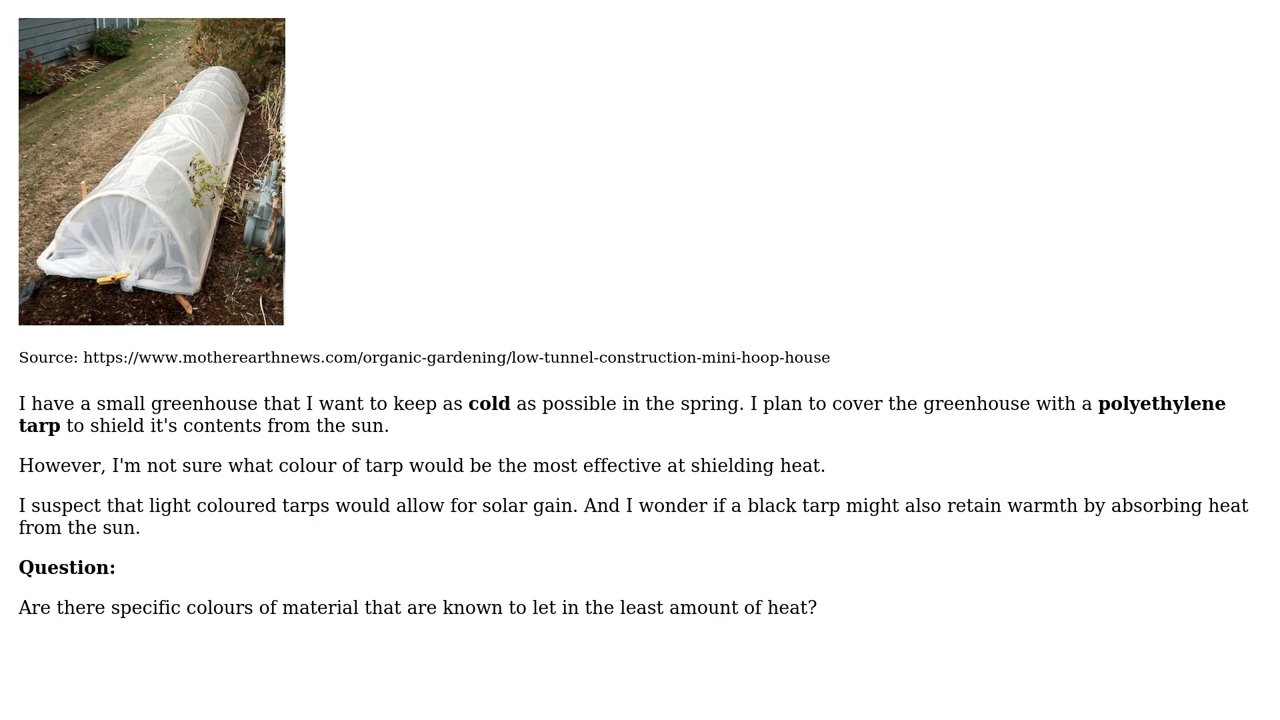 Source: https://www.motherearthnews.com/organic-gardening/low-tunnel-construction-mini-hoop-house
I have a small greenhouse that I want to keep as cold as possible in the spring. I plan to cover the greenhouse with a polyethylene
tarp to shield it's contents from the sun.
However, I'm not sure what colour of tarp would be the most effective at shielding heat.
I suspect that light coloured tarps would allow for solar gain. And I wonder if a black tarp might also retain warmth by absorbing heat
from the sun.
Question:
Are there specific colours of material that are known to let in the least amount of heat?